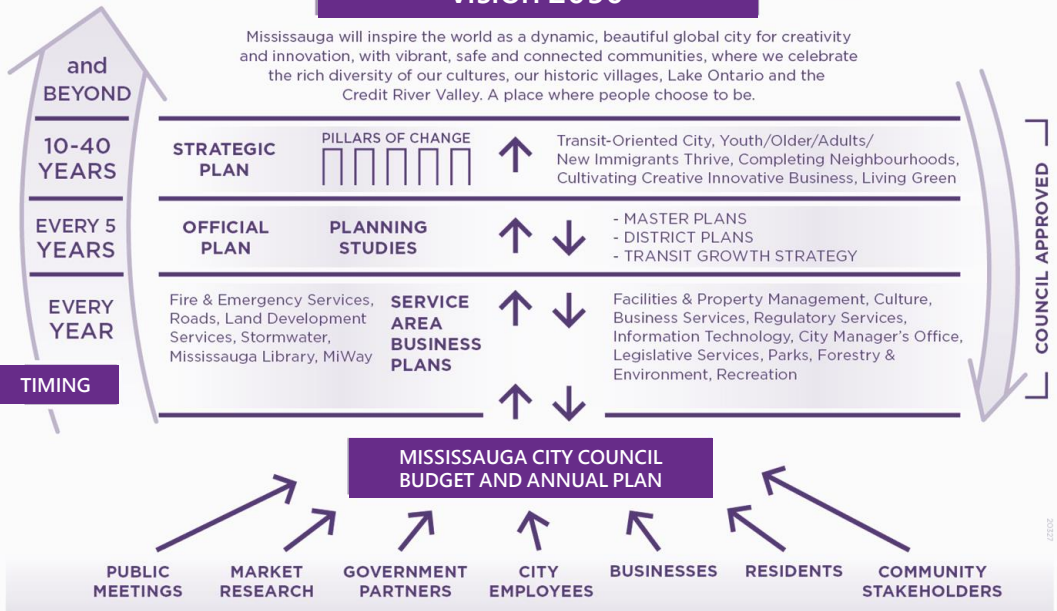 Mississauga will inspire the world as a dynamic, beautiful global city for creativity
and innovation, with vibrant, safe and connected communities, where we celebrate
the rich diversity of our cultures, our historic villages, Lake Ontario and the
Credit River Valley. A place where people choose to be.
and
BEYOND
10-40
YEARS
STRATEGIC
PLAN
PILLARS OF CHANGE
Transit-Oriented City, Youth/Older/Adults/
New Immigrants Thrive, Completing Neighbourhoods,
Cultivating Creative Innovative Business, Living Green
EVERY 5
YEARS
OFFICIAL
PLAN
PLANNING
STUDIES
- MASTER PLANS
- DISTRICT PLANS
- TRANSIT GROWTH STRATEGY
EVERY
YEAR
Fire & Emergency Services,
Roads, Land Development
Services, Stormwater,
Mississauga Library, MiWay
SERVICE
AREA
BUSINESS
PLANS
Facilities & Property Management, Culture,
Business Services, Regulatory Services,
Information Technology, City Manager's Office,
Legislative Services, Parks, Forestry &
Environment, Recreation
COUNCIL APPROVED
TIMING
MISSISSAUGA CITY COUNCIL
BUDGET AND ANNUAL PLAN
PUBLIC
MEETINGS
MARKET
RESEARCH
GOVERNMENT
PARTNERS
CITY
EMPLOYEES
BUSINESSES
RESIDENTS
COMMUNITY
STAKEHOLDERS